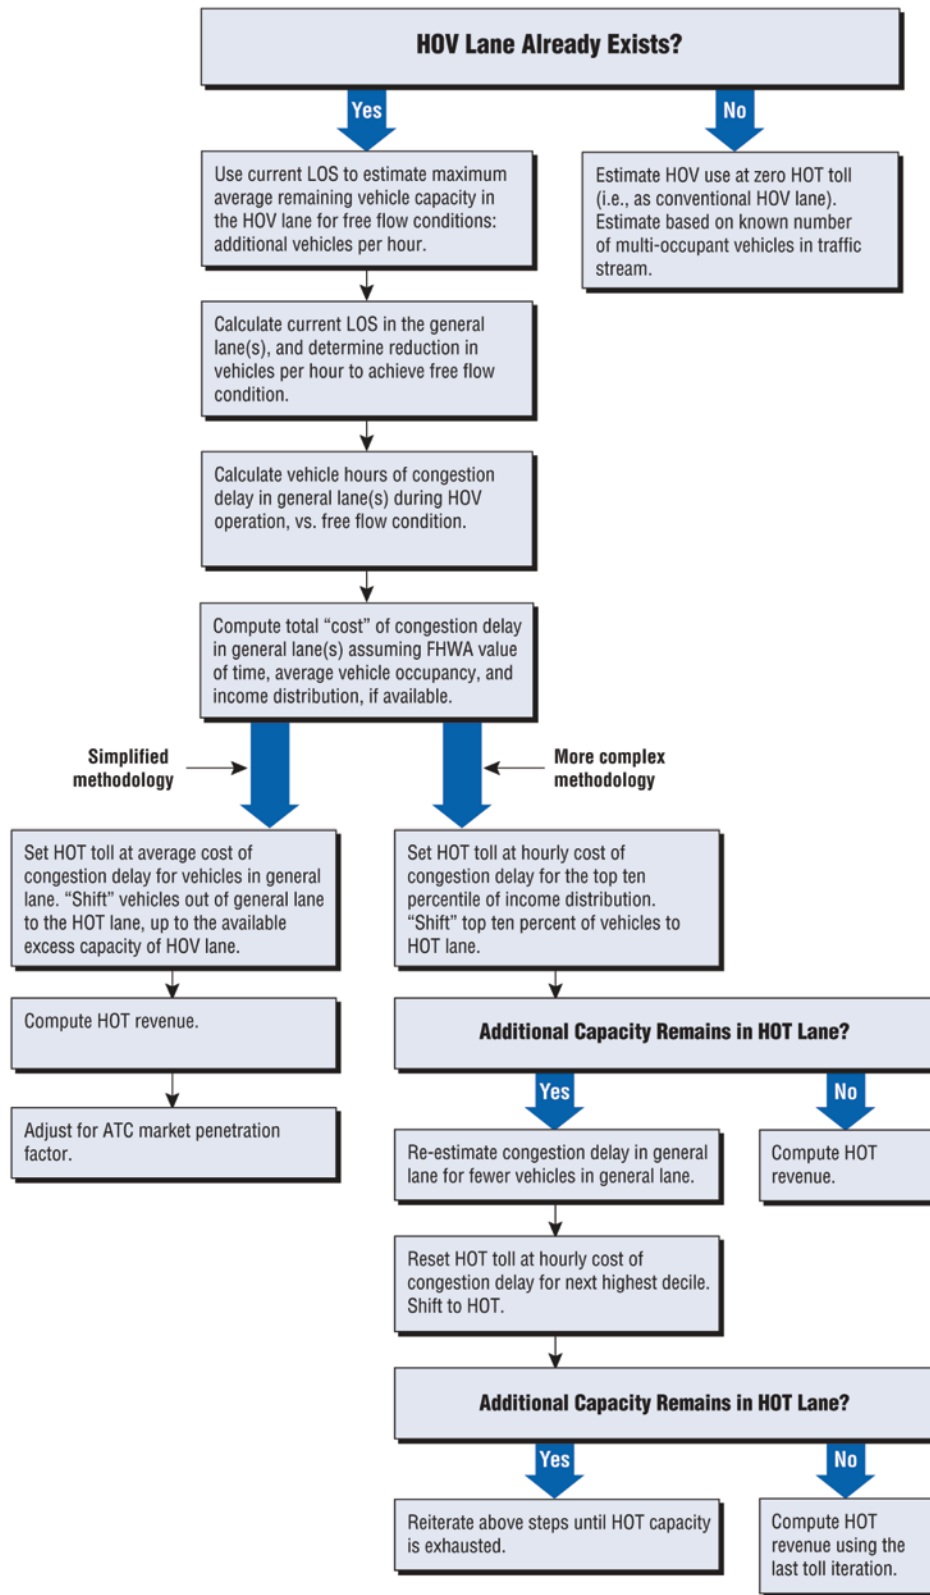 HOV Lane Already Exists?
Yes
No
Use current LOS to estimate maximum
average remaining vehicle capacity in
the HOV lane for free flow conditions:
additional vehicles per hour.
Estimate HOV use at zero HOT toll
(i.e., as conventional HOV lane).
Estimate based on known number
of multi-occupant vehicles in traffic
stream.
Calculate current LOS in the general
lane(s), and determine reduction in
vehicles per hour to achieve free flow
condition.
Calculate vehicle hours of congestion
delay in general lane(s) during HOV
operation, vs. free flow condition.
Compute total “cost” of congestion delay
in general lane(s) assuming FHWA value
of time, average vehicle occupancy, and
income distribution, if available.
Simplified
methodology
More complex
methodology
Set HOT toll at average cost of
congestion delay for vehicles in general
lane. “Shift” vehicles out of general lane
to the HOT lane, up to the available
excess capacity of HOV lane.
Compute HOT revenue.
Adjust for ATC market penetration
factor.
Set HOT toll at hourly cost of
congestion delay for the top ten
percentile of income distribution.
“Shift” top ten percent of vehicles to
HOT lane.
Additional Capacity Remains in HOT Lane?
Yes
No
Re-estimate congestion delay in general
lane for fewer vehicles in general lane.
Compute HOT
revenue.
Reset HOT toll at hourly cost of
congestion delay for next highest decile.
Shift to HOT.
Additional Capacity Remains in HOT Lane?
Yes
No
Reiterate above steps until HOT capacity
is exhausted.
Compute HOT
revenue using the
last toll iteration.